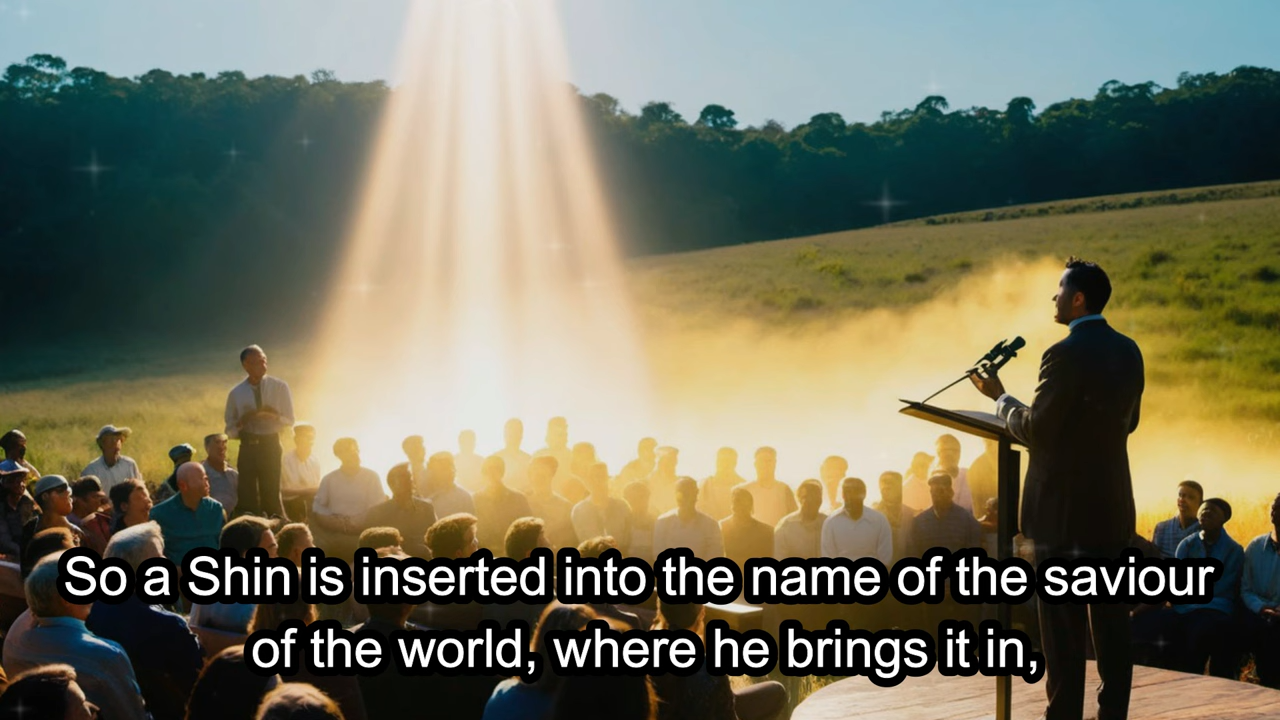 So a Shin is inserted into the name of the saviour
of the world, where he brings it in,